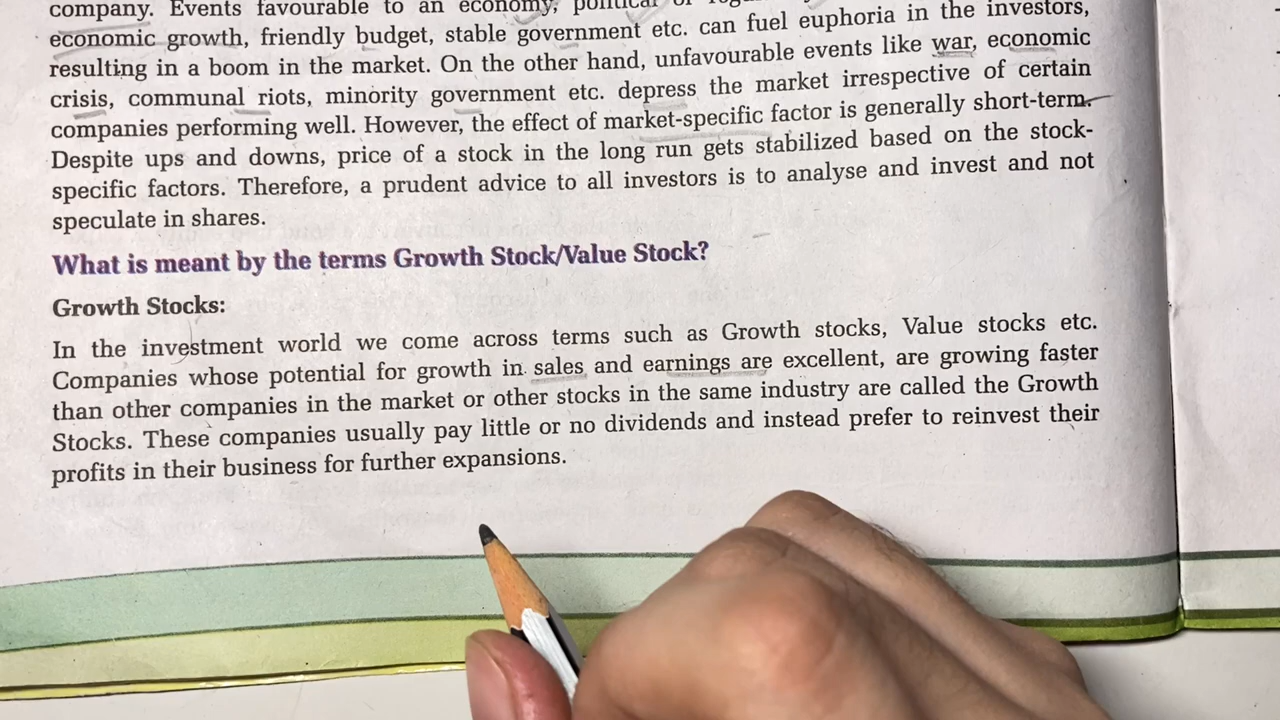 company. Events favourable to an economy, political or
economic growth, friendly budget, stable government etc. can fuel euphoria in the investors,
resulting in a boom in the market. On the other hand, unfavourable events like war, economic
crisis, communal riots, minority government etc. depress the market irrespective of certain
companies performing well. However, the effect of market-specific factor is generally short-term.
Despite ups and downs, price of a stock in the long run gets stabilized based on the stock-
specific factors. Therefore, a prudent advice to all investors is to analyse and invest and not
speculate in shares.
What is meant by the terms Growth Stock/Value Stock?
Growth Stocks:
In the investment world we come across terms such as Growth stocks, Value stocks etc.
Companies whose potential for growth in sales and earnings are excellent, are growing faster
than other companies in the market or other stocks in the same industry are called the Growth
Stocks. These companies usually pay little or no dividends and instead prefer to reinvest their
profits in their business for further expansions.